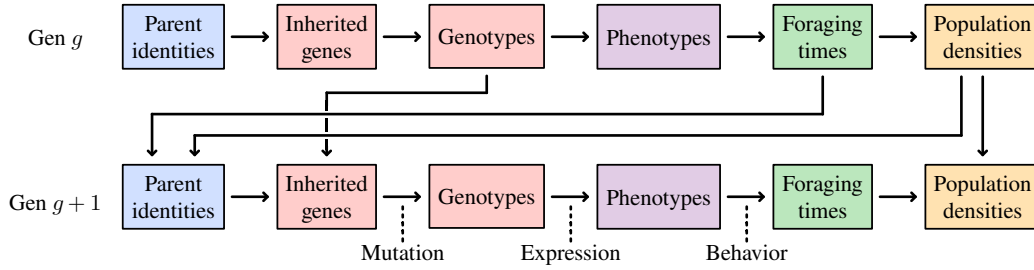 Gen g
Parent
identities
Inherited
genes
Genotypes
Phenotypes
Foraging
times
Population
densities
Gen g + 1
Parent
identities
Inherited
genes
Genotypes
Phenotypes
Foraging
times
Population
densities
Mutation
Expression
Behavior